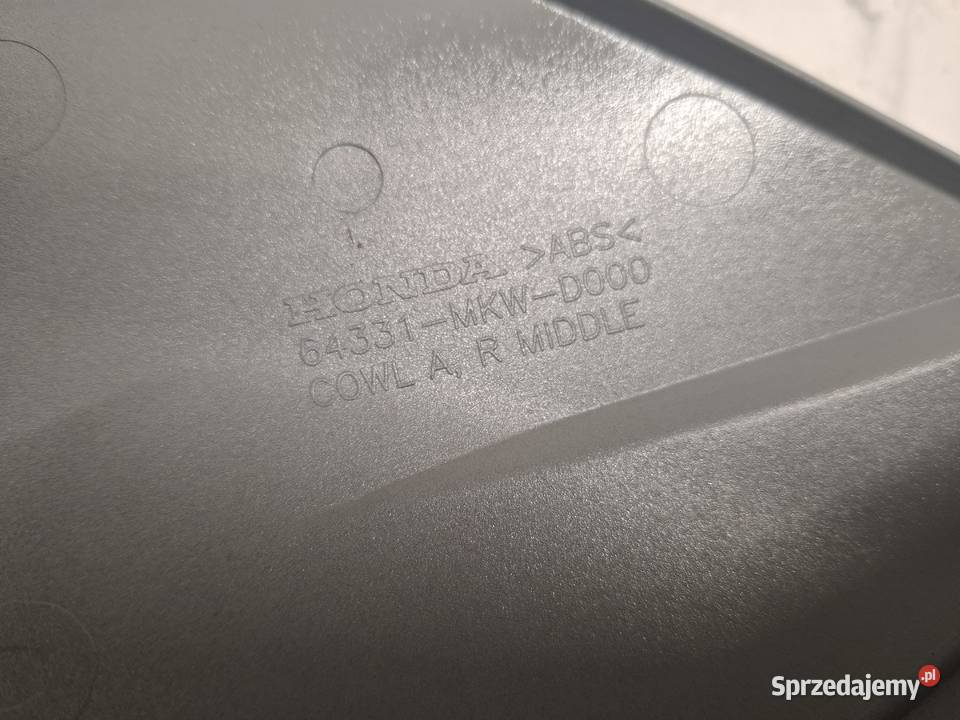 HONDA >ABS<
64331-MKW-D000
COWL A, R MIDDLE
Sprzedajemy.pl